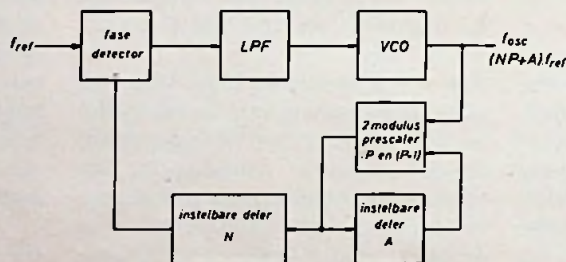 f_ref
fase
detector
LPF
VCO
f_osc
(NP+A).f_ref
2 modulus
prescaler
:P en (P+1)
instelbare deler
N
instelbare
deler
A